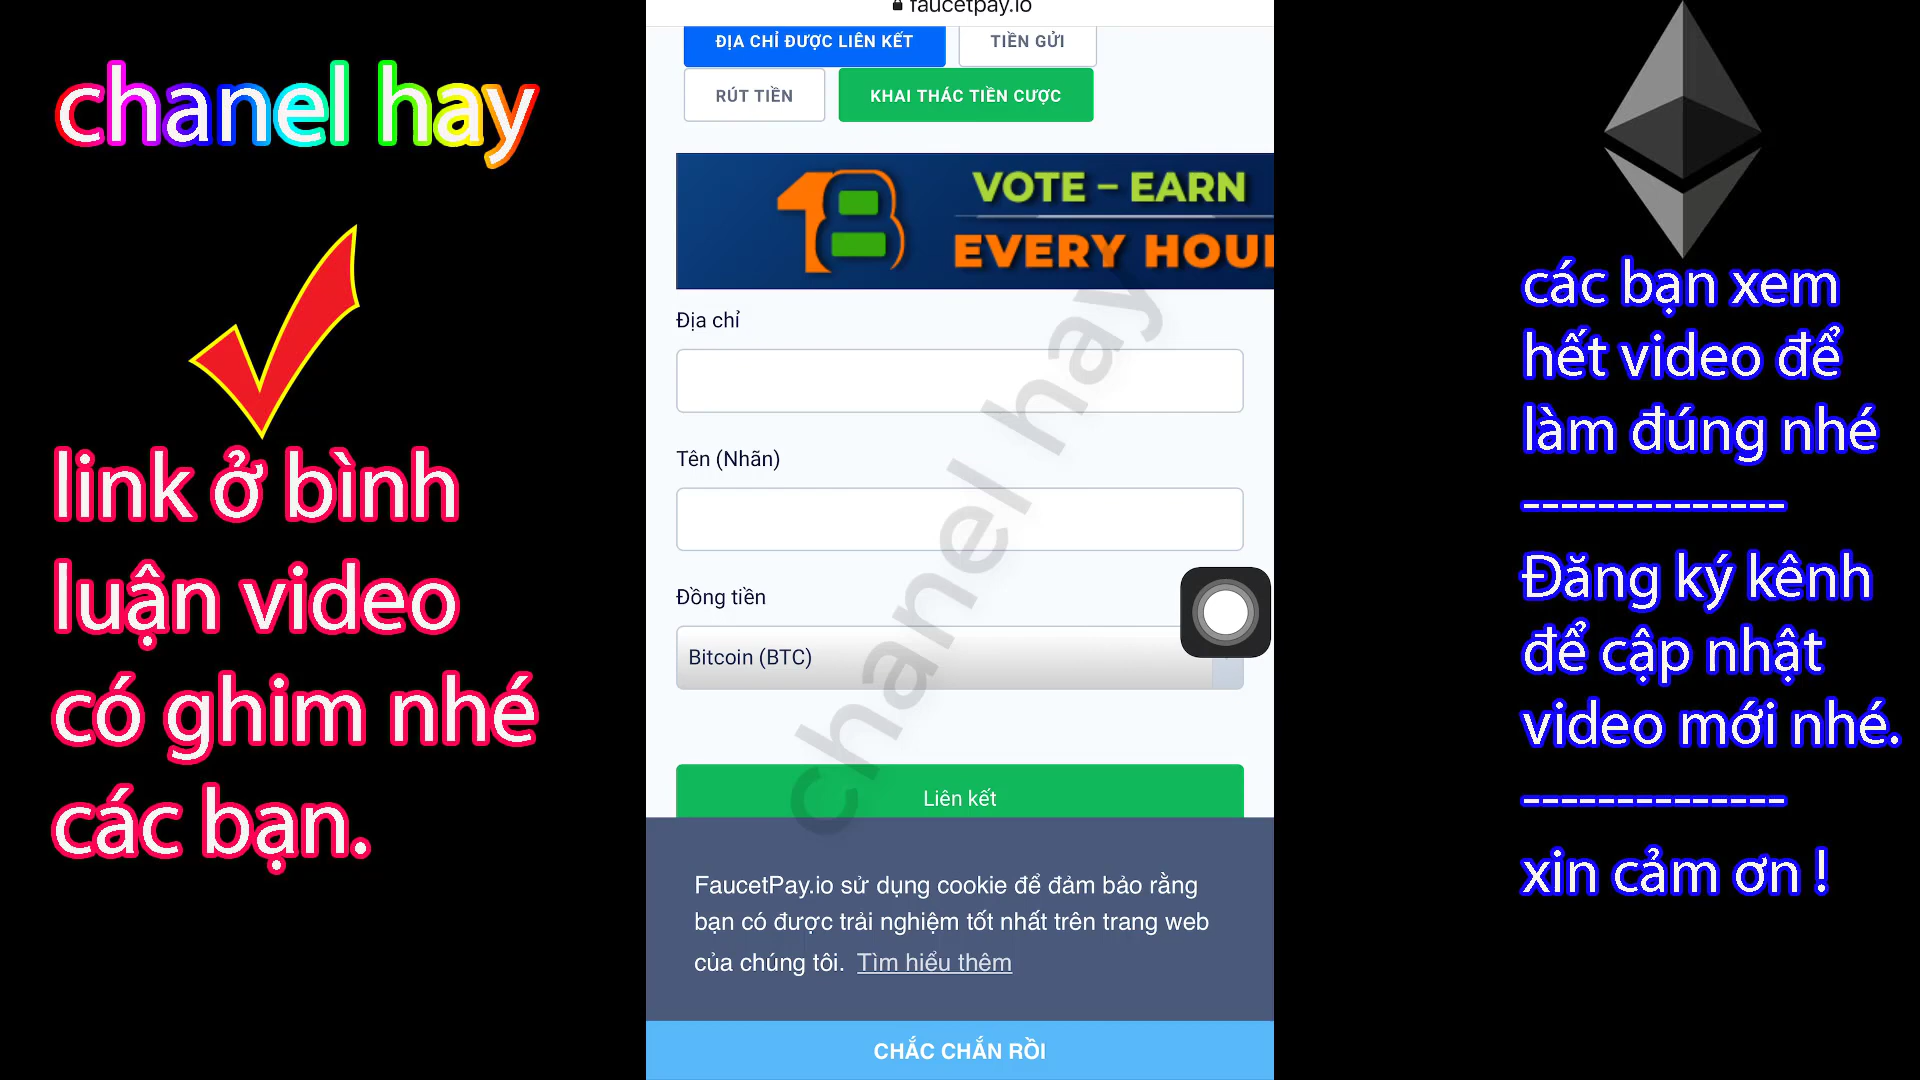 chanel hay
link ở bình
luận video
có ghim nhé
các bạn.
faucetpay.io
ĐỊA CHỈ ĐƯỢC LIÊN KẾT
TIỀN GỬI
RÚT TIỀN
KHAI THÁC TIỀN CƯỢC
18
VOTE – EARN
EVERY HOU
Địa chỉ
Tên (Nhãn)
Đồng tiền
Bitcoin (BTC)
Liên kết
chanel hay
FaucetPay.io sử dụng cookie để đảm bảo rằng
bạn có được trải nghiệm tốt nhất trên trang web
của chúng tôi. Tìm hiểu thêm
CHẮC CHẮN RỒI
các bạn xem
hết video để
làm đúng nhé
--------------
Đăng ký kênh
để cập nhật
video mới nhé.
--------------
xin cảm ơn !